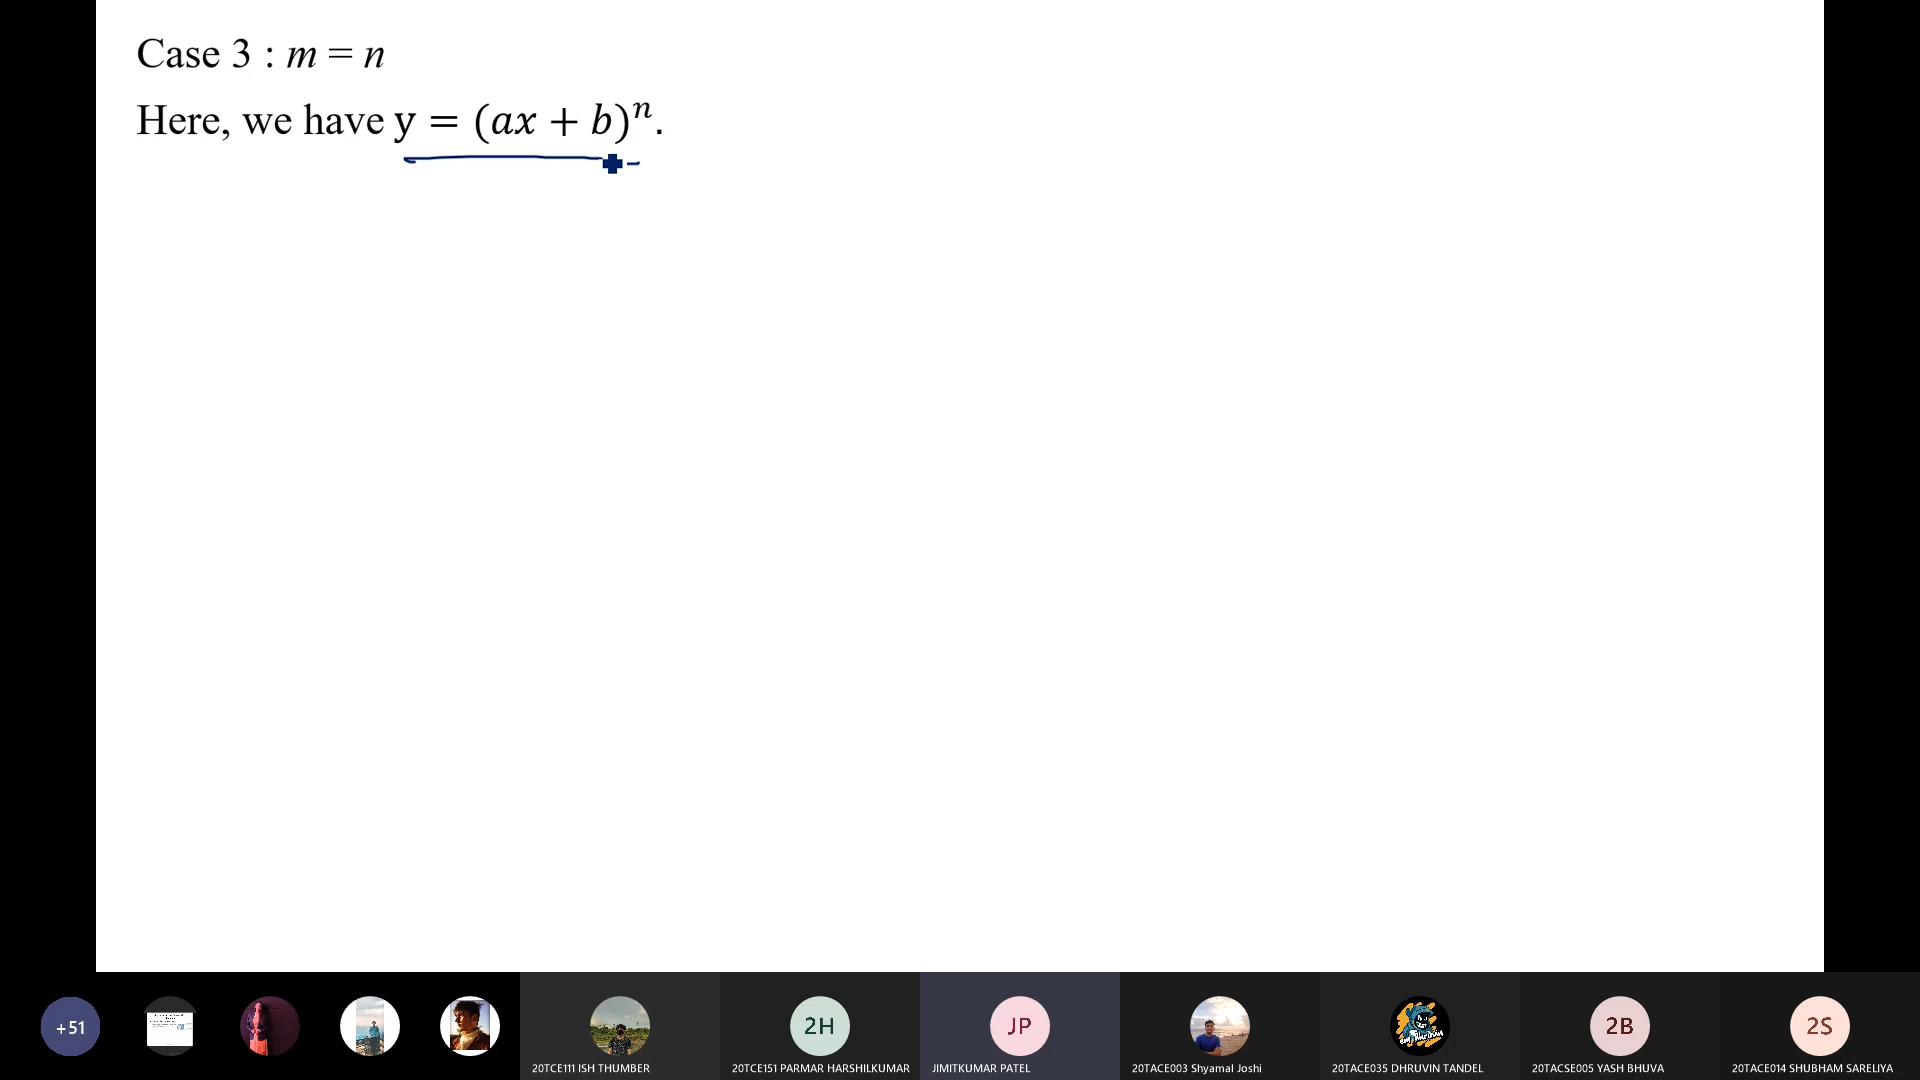 Case 3 : m = n
Here, we have y = (ax + b)ⁿ.
+51
2H
JP
2B
2S
20TCE111 ISH THUMBER
20TCE151 PARMAR HARSHILKUMAR
JIMITKUMAR PATEL
20TACE003 Shyamal Joshi
20TACE035 DHRUVIN TANDEL
20TACSE005 YASH BHUVA
20TACE014 SHUBHAM SARELIYA